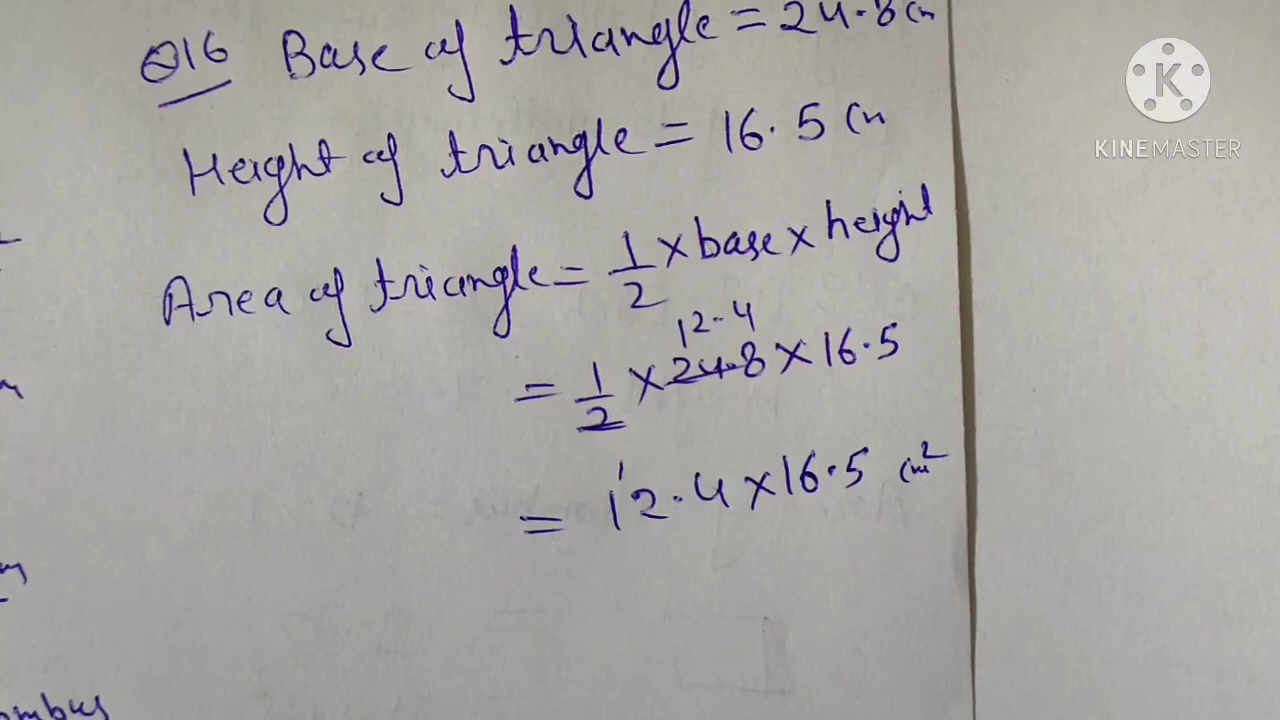 Q16 Base of triangle = 24.8 cm
Height of triangle = 16.5 cm
Area of triangle = 1/2 × base × height
12.4
= 1/2 × 24.8 × 16.5
= 12.4 × 16.5 cm²
K
KINEMASTER